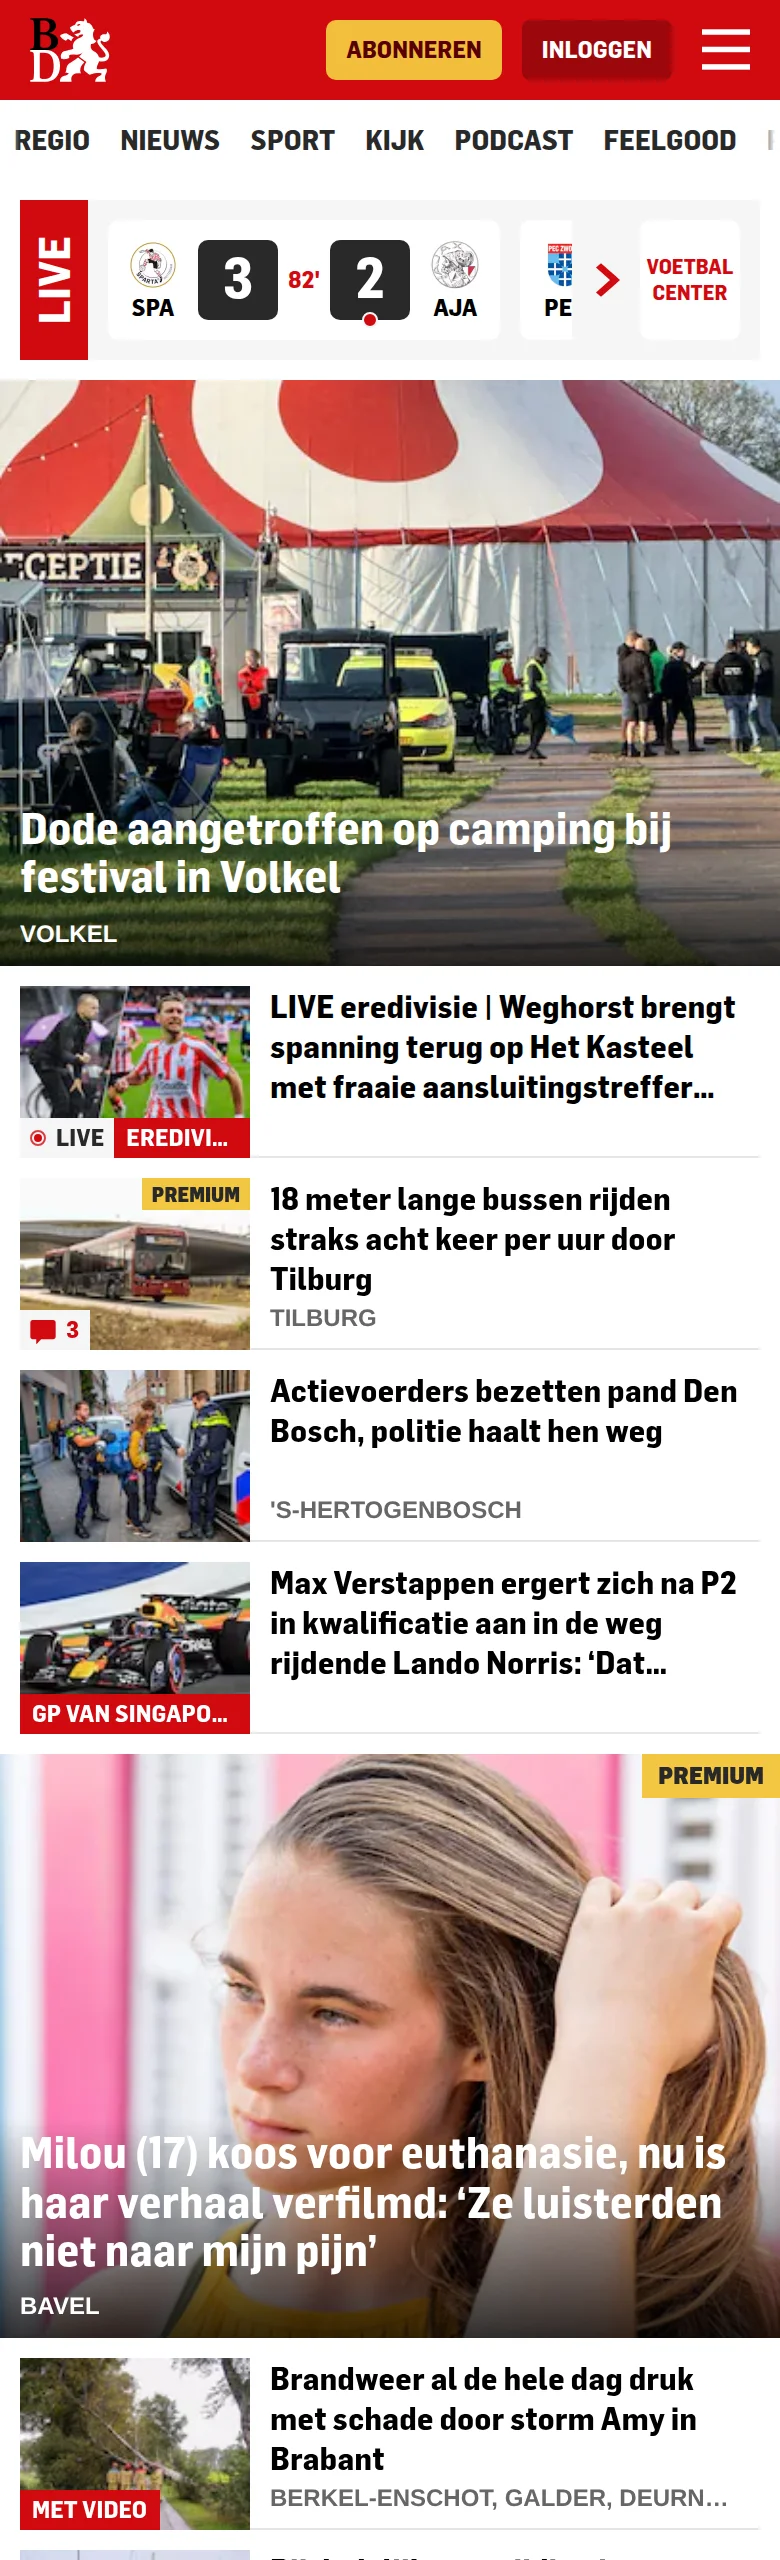 BD
ABONNEREN
INLOGGEN
REGIO NIEUWS SPORT KIJK PODCAST FEELGOOD
LIVE
3 82' 2
SPA AJA
PE
VOETBAL
CENTER
CEPTIE
Dode aangetroffen op camping bij
festival in Volkel
VOLKEL
LIVE eredivisie | Weghorst brengt
spanning terug op Het Kasteel
met fraaie aansluitingstreffer...
LIVE EREDIVI...
PREMIUM
18 meter lange bussen rijden
straks acht keer per uur door
Tilburg
TILBURG
3
Actievoerders bezetten pand Den
Bosch, politie haalt hen weg
'S-HERTOGENBOSCH
Max Verstappen ergert zich na P2
in kwalificatie aan in de weg
rijdende Lando Norris: ‘Dat...
GP VAN SINGAPO...
PREMIUM
Milou (17) koos voor euthanasie, nu is
haar verhaal verfilmd: ‘Ze luisterden
niet naar mijn pijn’
BAVEL
Brandweer al de hele dag druk
met schade door storm Amy in
Brabant
BERKEL-ENSCHOT, GALDER, DEURN...
MET VIDEO